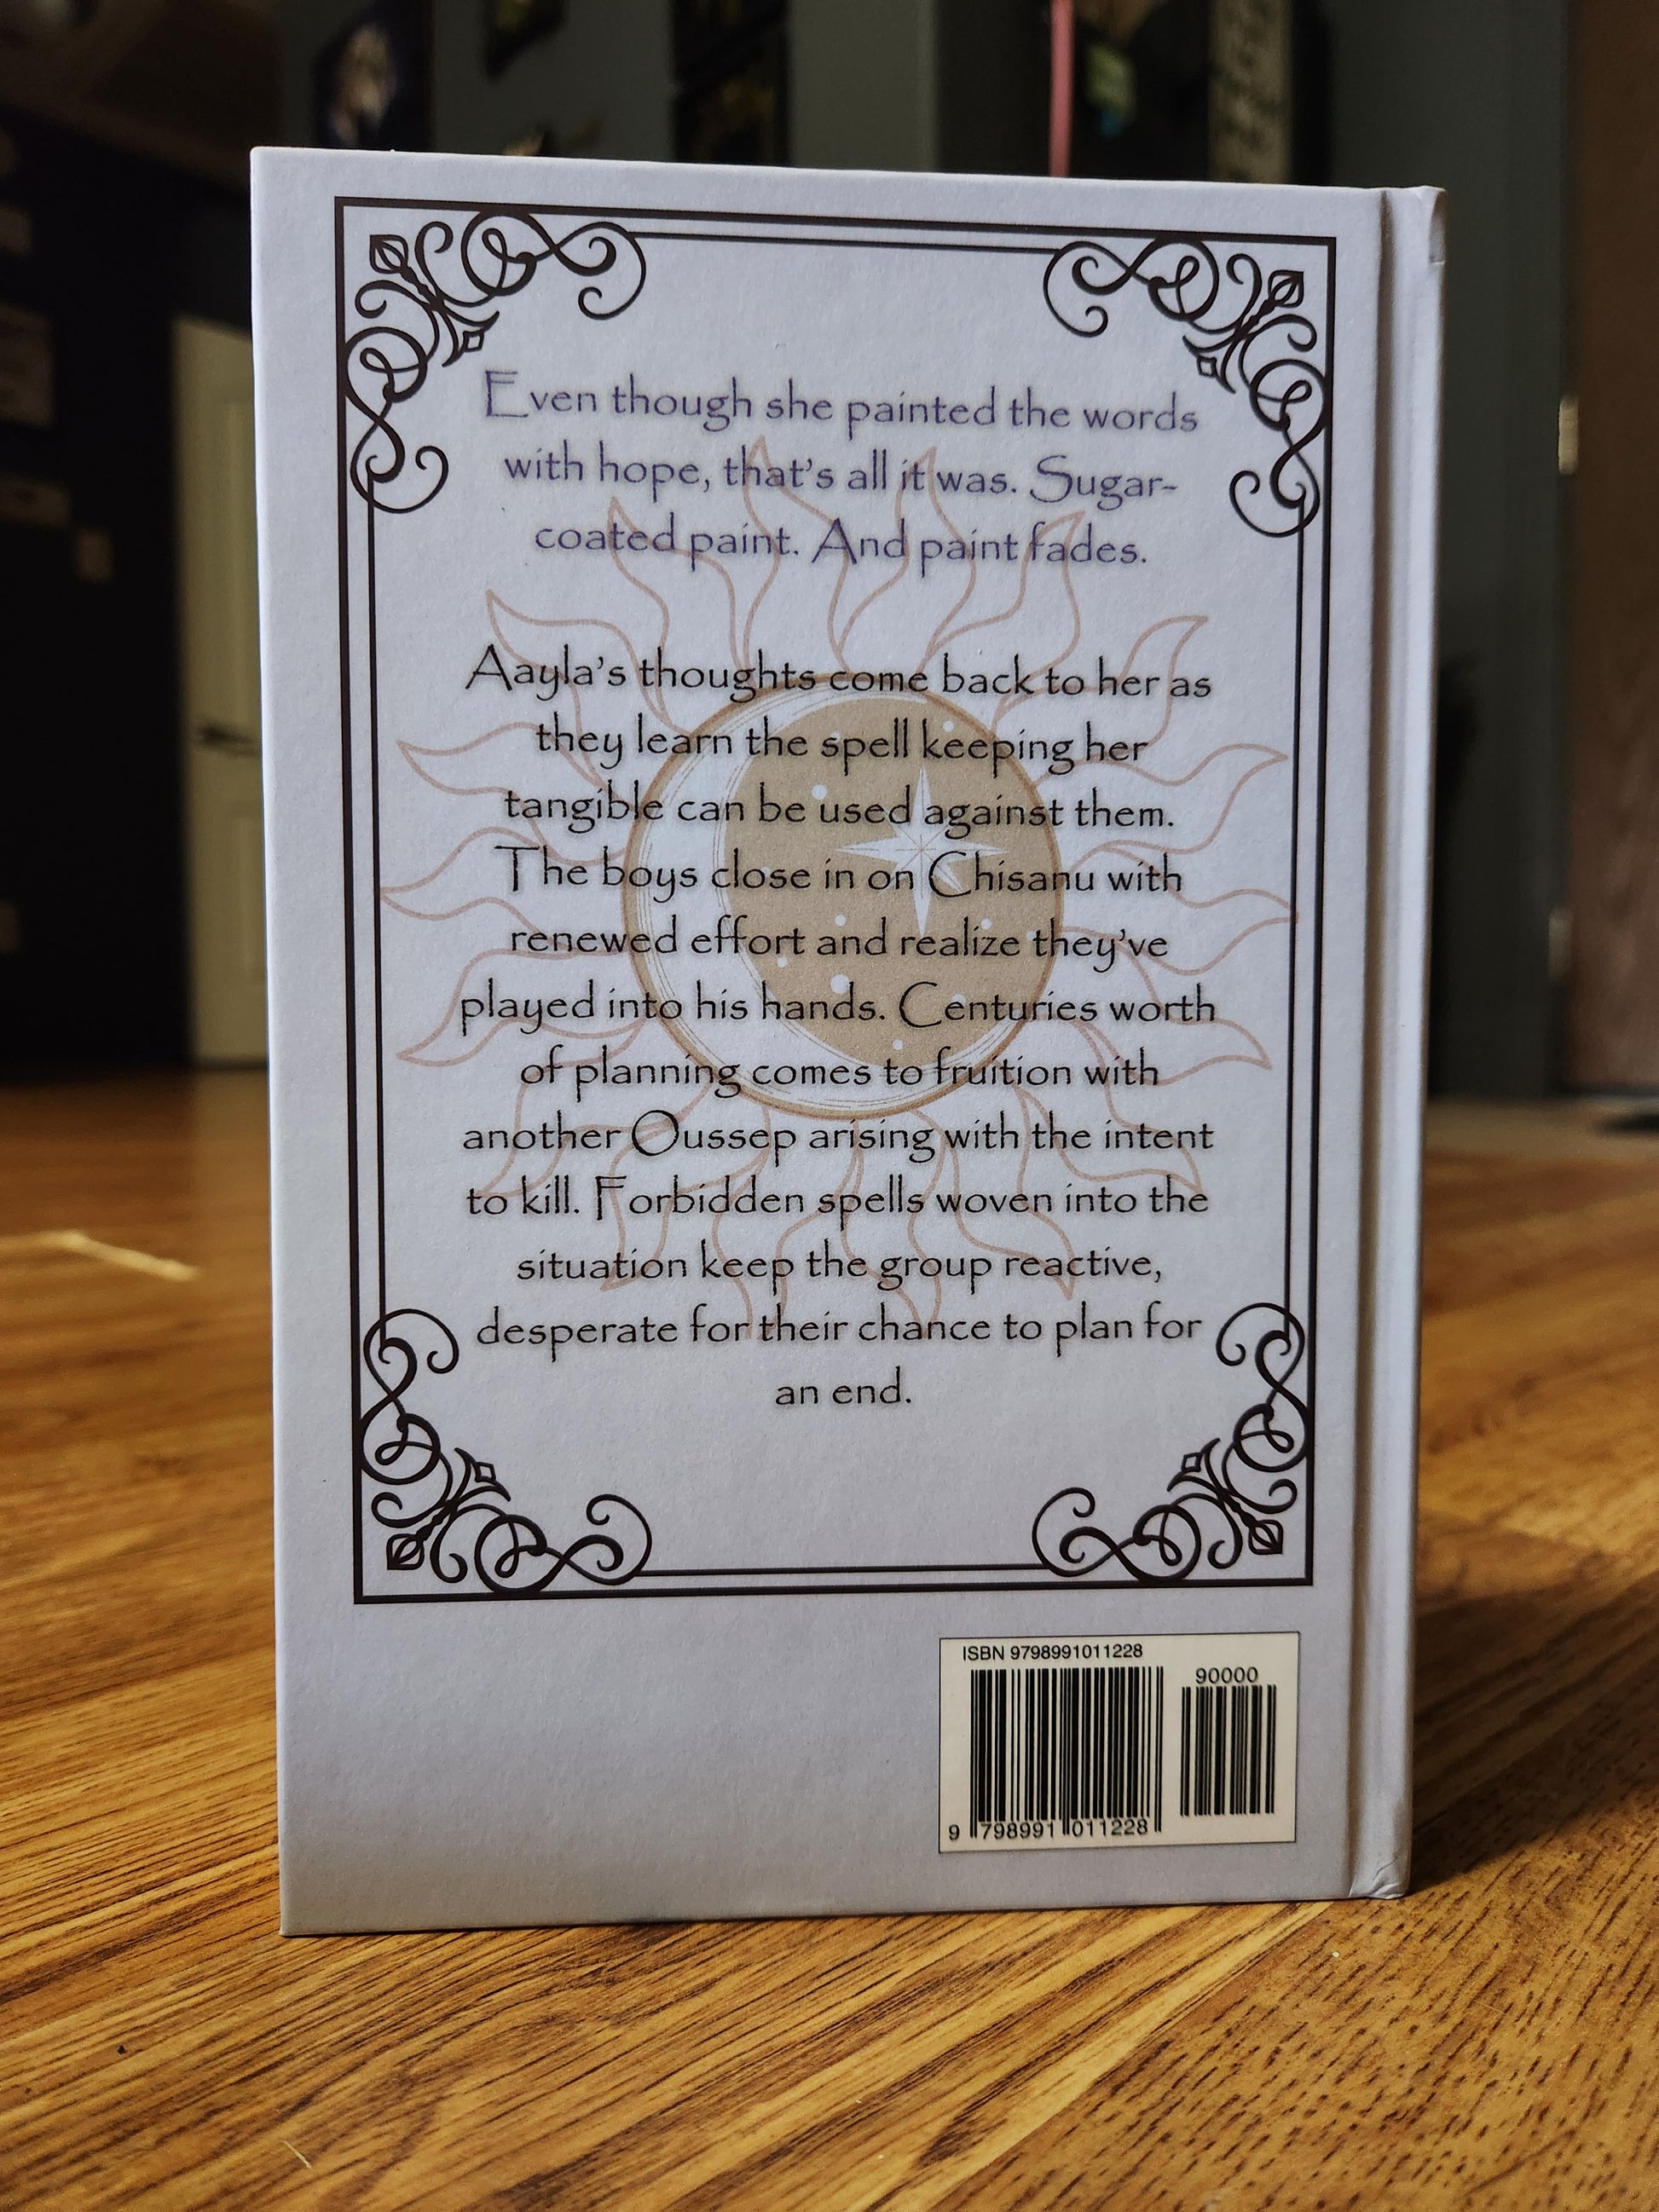 Even though she painted the words
with hope, that's all it was. Sugar-
coated paint. And paint fades.
Aayla's thoughts come back to her as
they learn the spell keeping her
tangible can be used against them.
The boys close in on Chisanu with
renewed effort and realize they've
played into his hands. Centuries worth
of planning comes to fruition with
another Oussep arising with the intent
to kill. Forbidden spells woven into the
situation keep the group reactive,
desperate for their chance to plan for
an end.
ISBN 9798991011228
90000
9 798991 011228